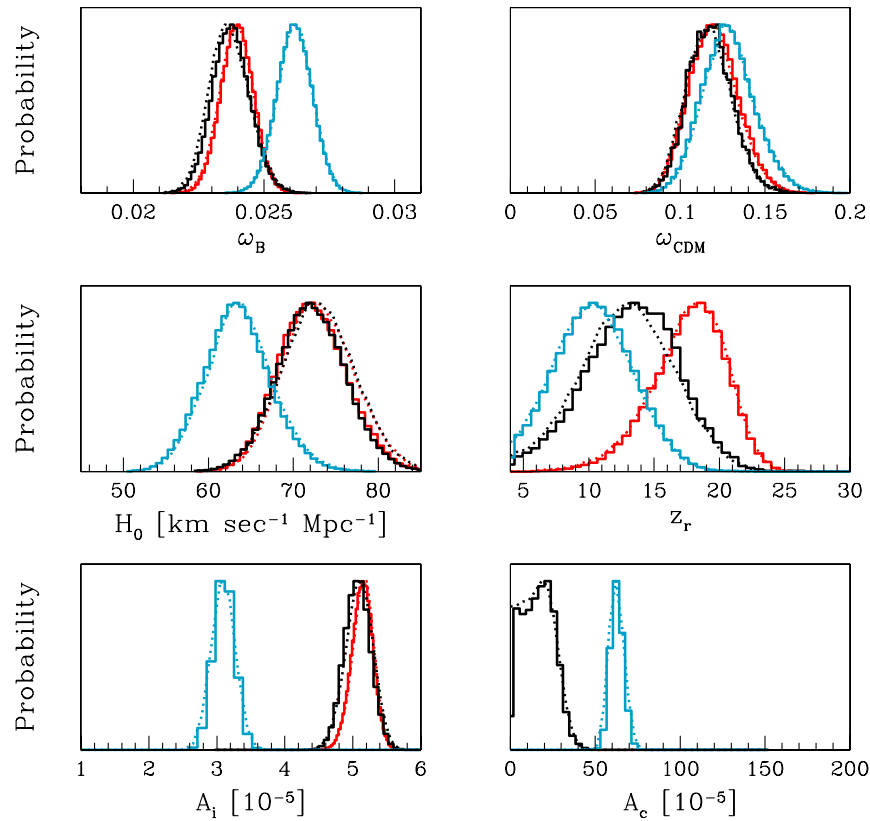 Probability
0.02 0.025 0.03
ω_B
0 0.05 0.1 0.15 0.2
ω_CDM
Probability
50 60 70 80
H_0 [km sec⁻¹ Mpc⁻¹]
5 10 15 20 25 30
z_r
Probability
1 2 3 4 5 6
A_i [10⁻⁵]
0 50 100 150 200
A_c [10⁻⁵]